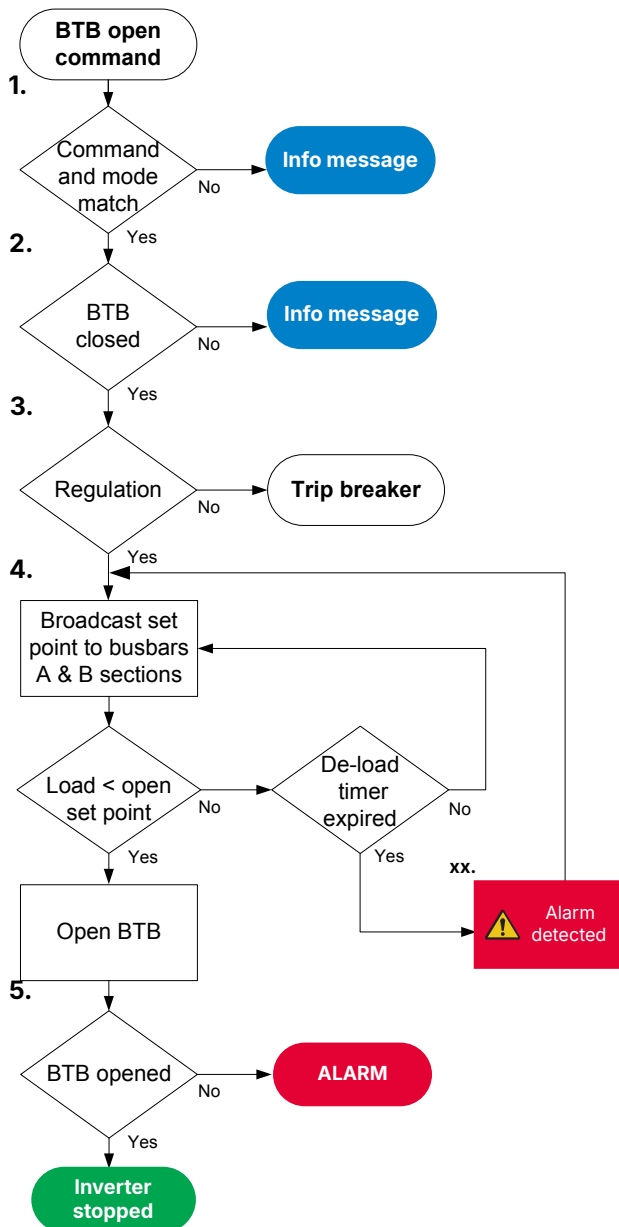 BTB open
command
1.
Command
and mode
match
No
Info message
Yes
2.
BTB
closed
No
Info message
Yes
3.
Regulation
No
Trip breaker
Yes
4.
Broadcast set
point to busbars
A & B sections
Load < open
set point
No
De-load
timer
expired
No
Yes
Yes
xx.
Alarm
detected
Open BTB
5.
BTB opened
No
ALARM
Yes
Inverter
stopped